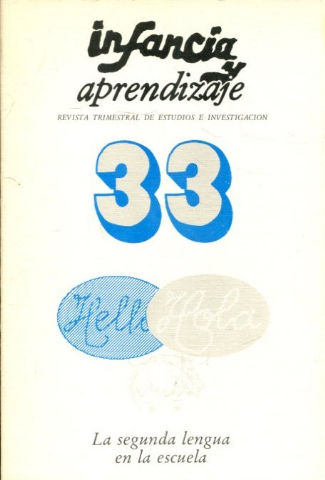 infancia
y
aprendizaje
REVISTA TRIMESTRAL DE ESTUDIOS E INVESTIGACION
33
Hello Hola
La segunda lengua
en la escuela